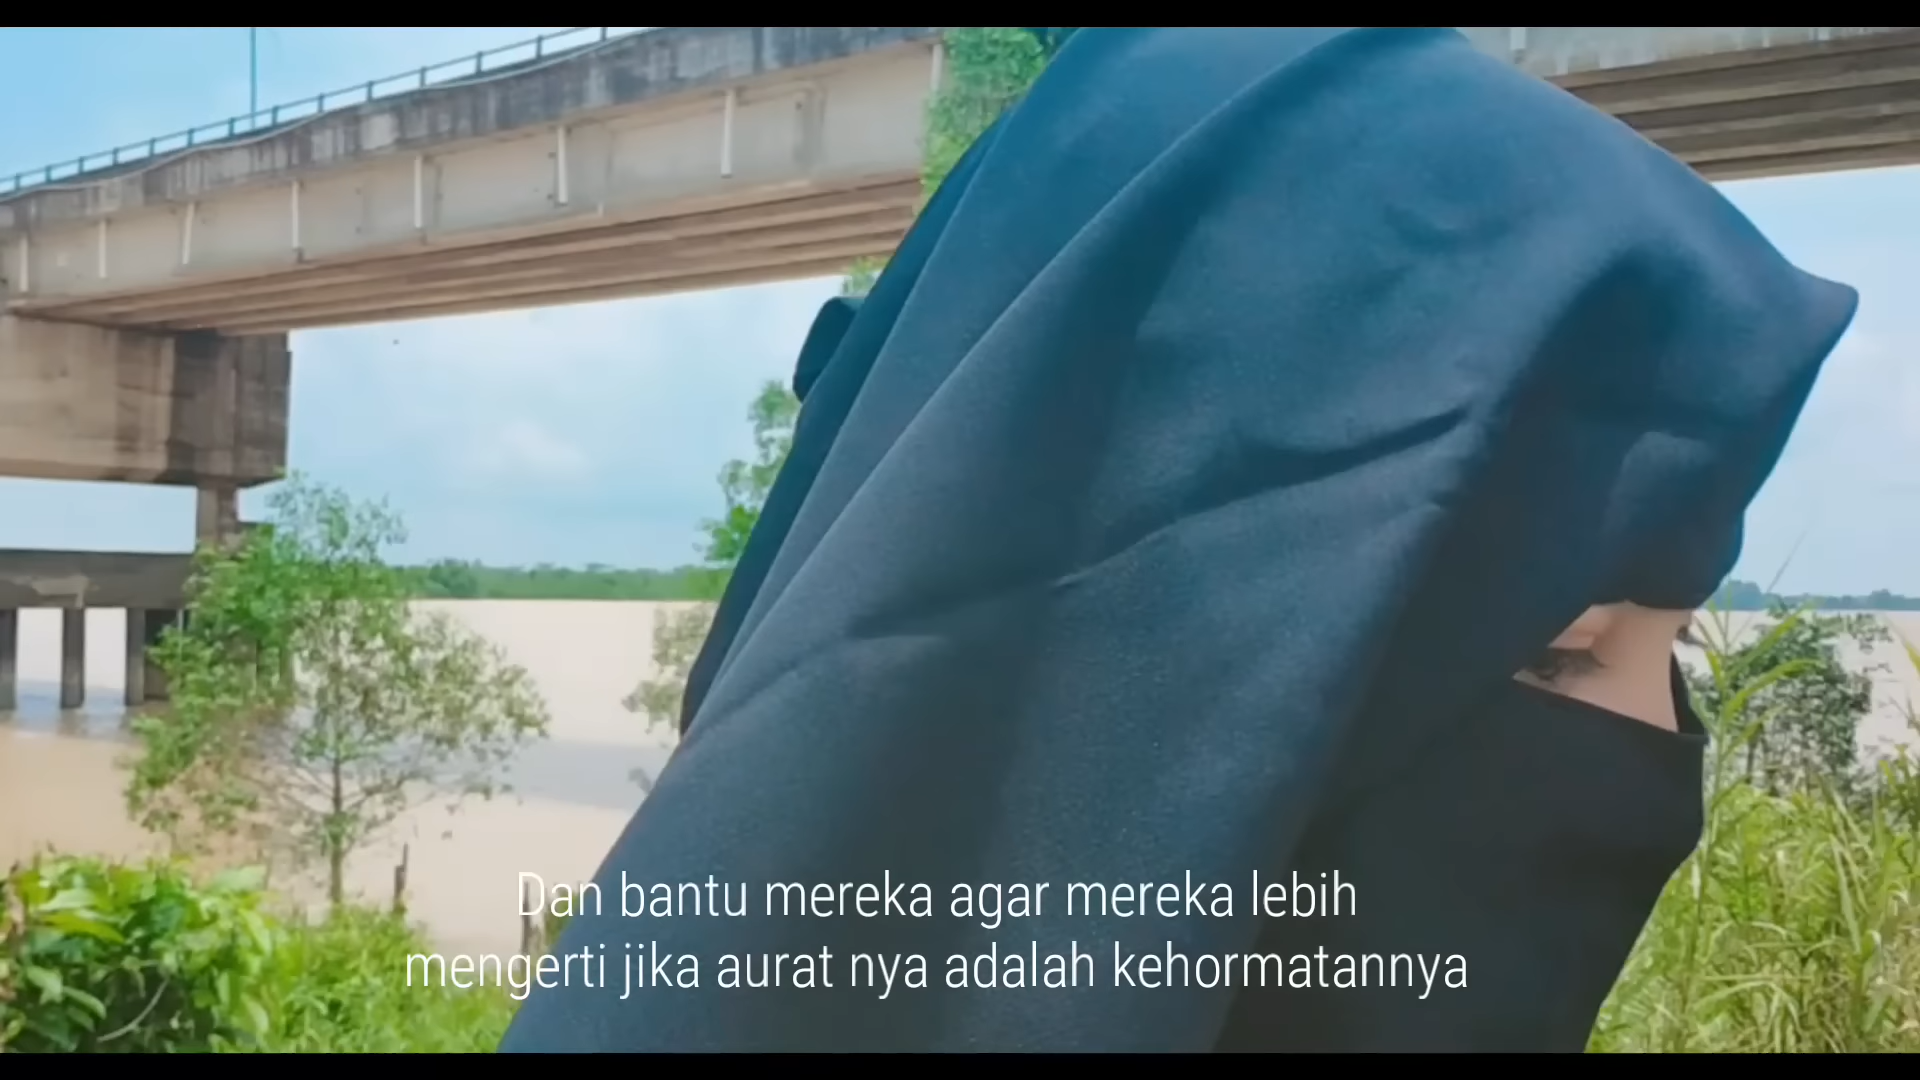 Dan bantu mereka agar mereka lebih
mengerti jika aurat nya adalah kehormatannya